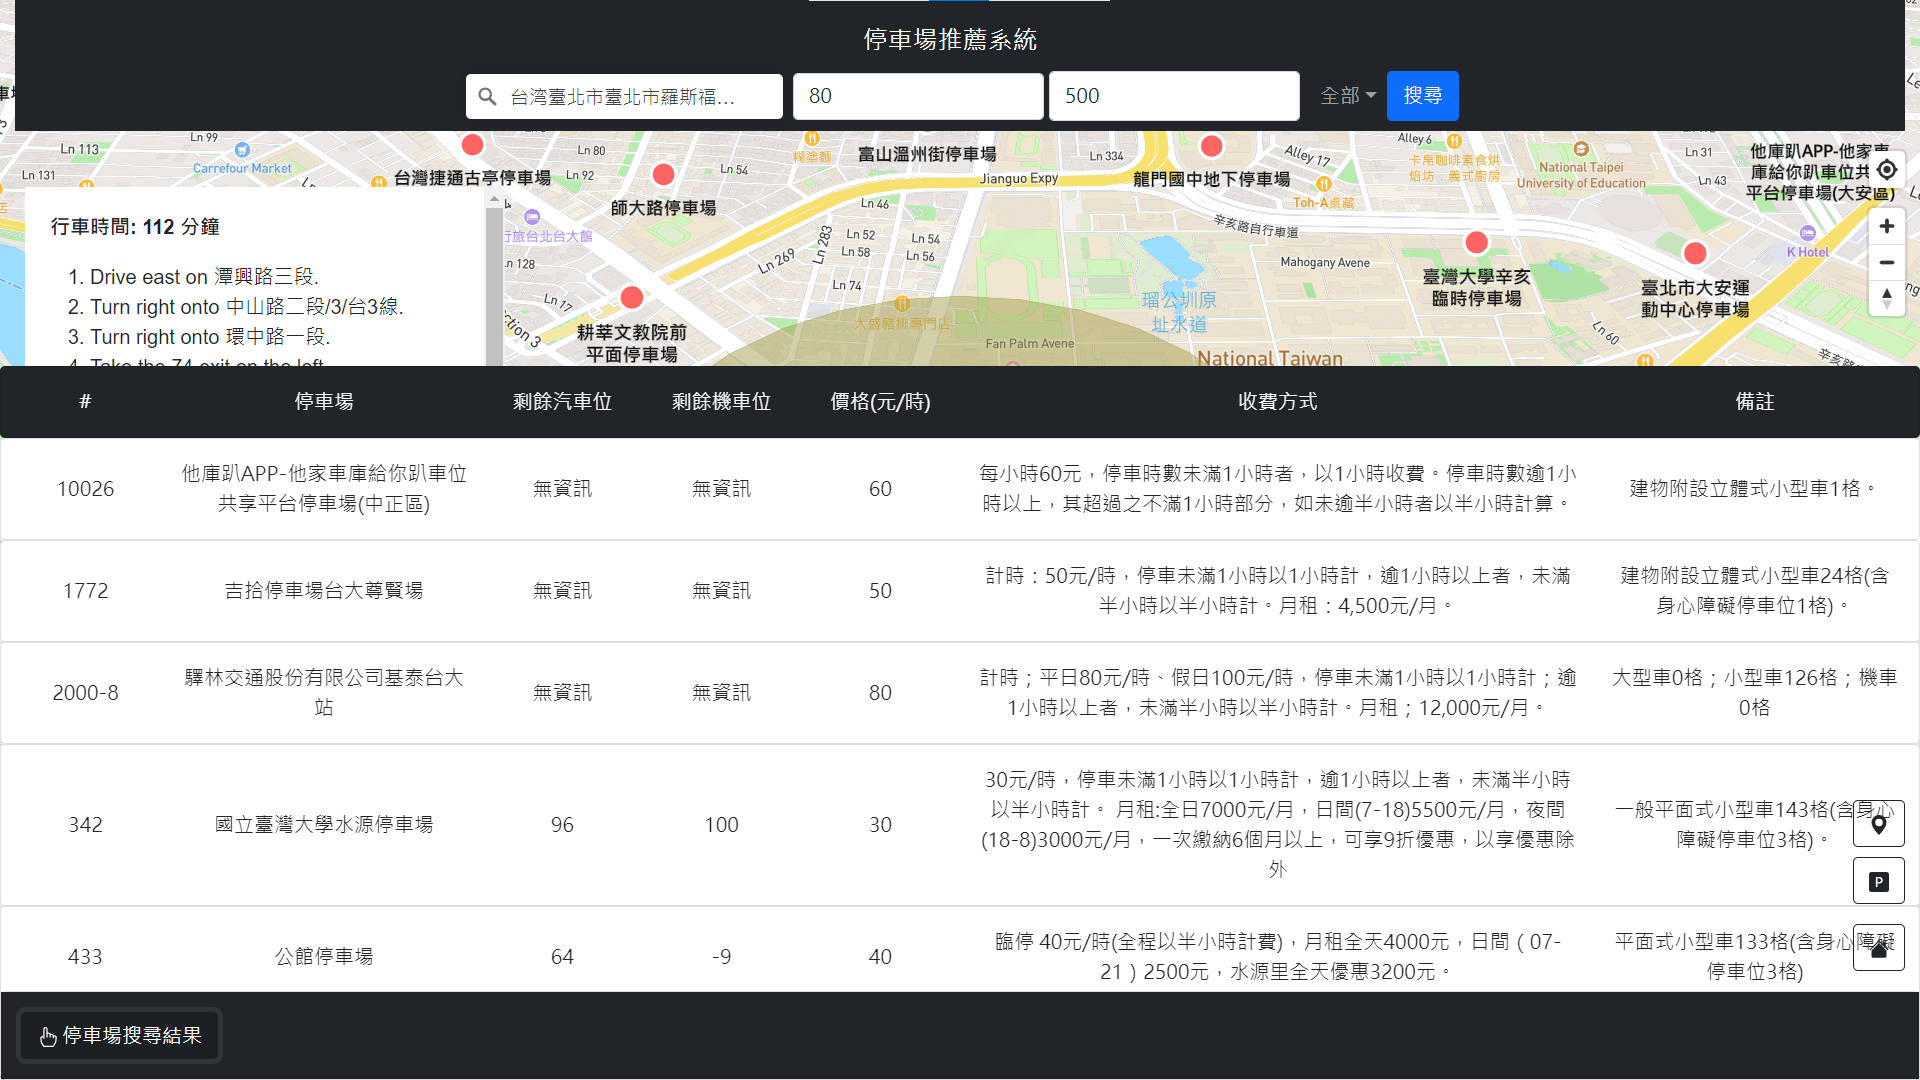 停車場推薦系統
台湾臺北市臺北市羅斯福...
80
500
全部
搜尋
Ln 99
Ln 113
Carrefour Market
Ln 131
台灣捷通古亭停車場
Ln 80
Ln 92
師大路停車場
Ln 54
糊塗麵
富山溫州街停車場
Jianguo Expy
Ln 334
龍門國中地下停車場
Alley 17
Toh-A桌藏
Alley 6
卡帛咖啡素食烘
焙坊 義式廚房
National Taipei
University of Education
Ln 31
Ln 43
他庫趴APP-他家車
庫給你趴車位共
平台停車場(大安區)
K Hotel
行旅台北台大館
Ln 128
Ln 17
Ln 269
Ln 283
Ln 46
Ln 52
Ln 58
Ln 54
Ln 56
Ln 74
辛亥路自行車道
Mahogany Avene
臺灣大學辛亥
臨時停車場
臺北市大安運
動中心停車場
瑠公圳原
址水道
大盛豬排專門店
耕莘文教院前
平面停車場
ction 3
Fan Palm Avene
National Taiwan
Ln 60
辛亥路
行車時間: 112 分鐘
1. Drive east on 潭興路三段.
2. Turn right onto 中山路二段/3/台3線.
3. Turn right onto 環中路一段.
4. Take the 74 exit on the left.
# 停車場 剩餘汽車位 剩餘機車位 價格(元/時) 收費方式 備註
10026
他庫趴APP-他家車庫給你趴車位
共享平台停車場(中正區)
無資訊
無資訊
60
每小時60元，停車時數未滿1小時者，以1小時收費。停車時數逾1小
時以上，其超過之不滿1小時部分，如未逾半小時者以半小時計算。
建物附設立體式小型車1格。
1772
吉拾停車場台大尊賢場
無資訊
無資訊
50
計時：50元/時，停車未滿1小時以1小時計，逾1小時以上者，未滿
半小時以半小時計。月租：4,500元/月。
建物附設立體式小型車24格(含
身心障礙停車位1格)。
2000-8
驛林交通股份有限公司基泰台大
站
無資訊
無資訊
80
計時；平日80元/時、假日100元/時，停車未滿1小時以1小時計；逾
1小時以上者，未滿半小時以半小時計。月租；12,000元/月。
大型車0格；小型車126格；機車
0格
342
國立臺灣大學水源停車場
96
100
30
30元/時，停車未滿1小時以1小時計，逾1小時以上者，未滿半小時
以半小時計。 月租:全日7000元/月，日間(7-18)5500元/月，夜間
(18-8)3000元/月，一次繳納6個月以上，可享9折優惠，以享優惠除
外
一般平面式小型車143格(含身心
障礙停車位3格)。
P
433
公館停車場
64
-9
40
臨停 40元/時(全程以半小時計費)，月租全天4000元，日間（07-
21）2500元，水源里全天優惠3200元。
平面式小型車133格(含身心障礙
停車位3格)
停車場搜尋結果